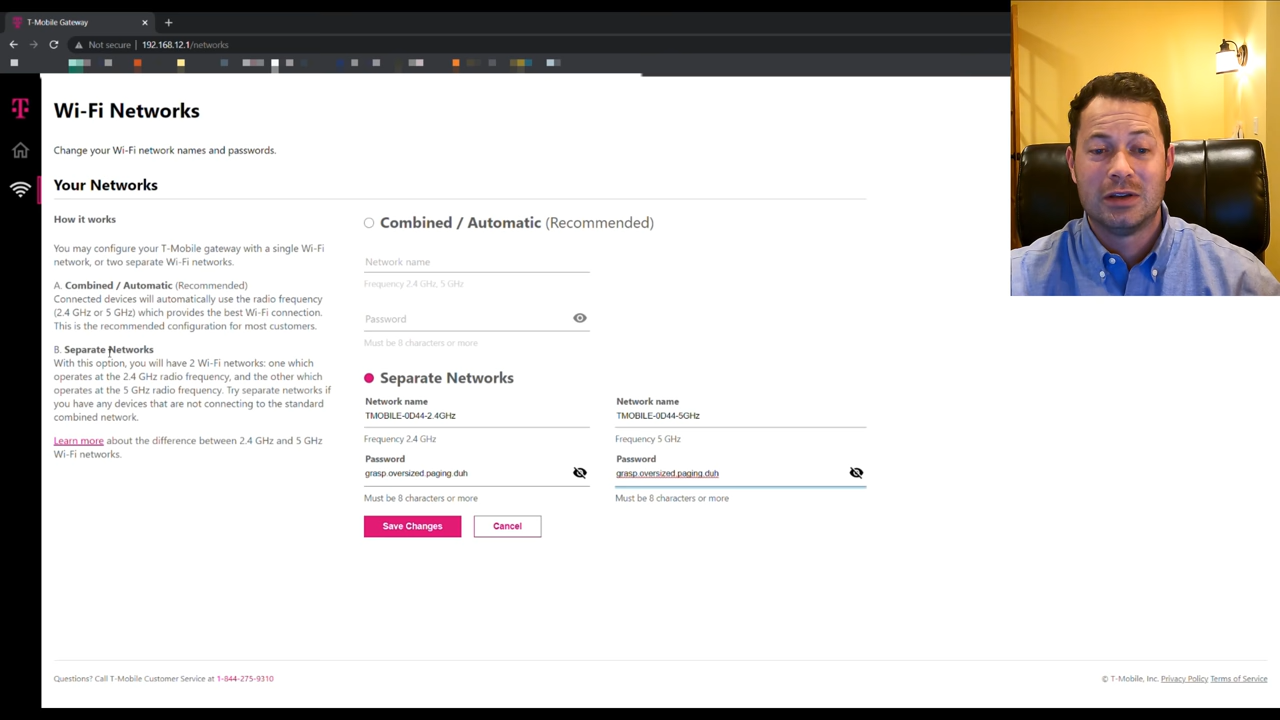 T-Mobile Gateway
Not secure | 192.168.12.1/networks
T
Wi-Fi Networks
Change your Wi-Fi network names and passwords.
Your Networks
How it works
You may configure your T-Mobile gateway with a single Wi-Fi
network, or two separate Wi-Fi networks.
A. Combined / Automatic (Recommended)
Connected devices will automatically use the radio frequency
(2.4 GHz or 5 GHz) which provides the best Wi-Fi connection.
This is the recommended configuration for most customers.
B. Separate Networks
With this option, you will have 2 Wi-Fi networks: one which
operates at the 2.4 GHz radio frequency, and the other which
operates at the 5 GHz radio frequency. Try separate networks if
you have any devices that are not connecting to the standard
combined network.
Learn more about the difference between 2.4 GHz and 5 GHz
Wi-Fi networks.
Combined / Automatic (Recommended)
Network name
Frequency 2.4 GHz, 5 GHz
Password
Must be 8 characters or more
Separate Networks
Network name
TMOBILE-0D44-2.4GHz
Frequency 2.4 GHz
Password
grasp.oversized.paging.duh
Must be 8 characters or more
Network name
TMOBILE-0D44-5GHz
Frequency 5 GHz
Password
grasp.oversized.paging.duh
Must be 8 characters or more
Save Changes
Cancel
Questions? Call T-Mobile Customer Service at 1-844-275-9310
© T-Mobile, Inc. Privacy Policy Terms of Service